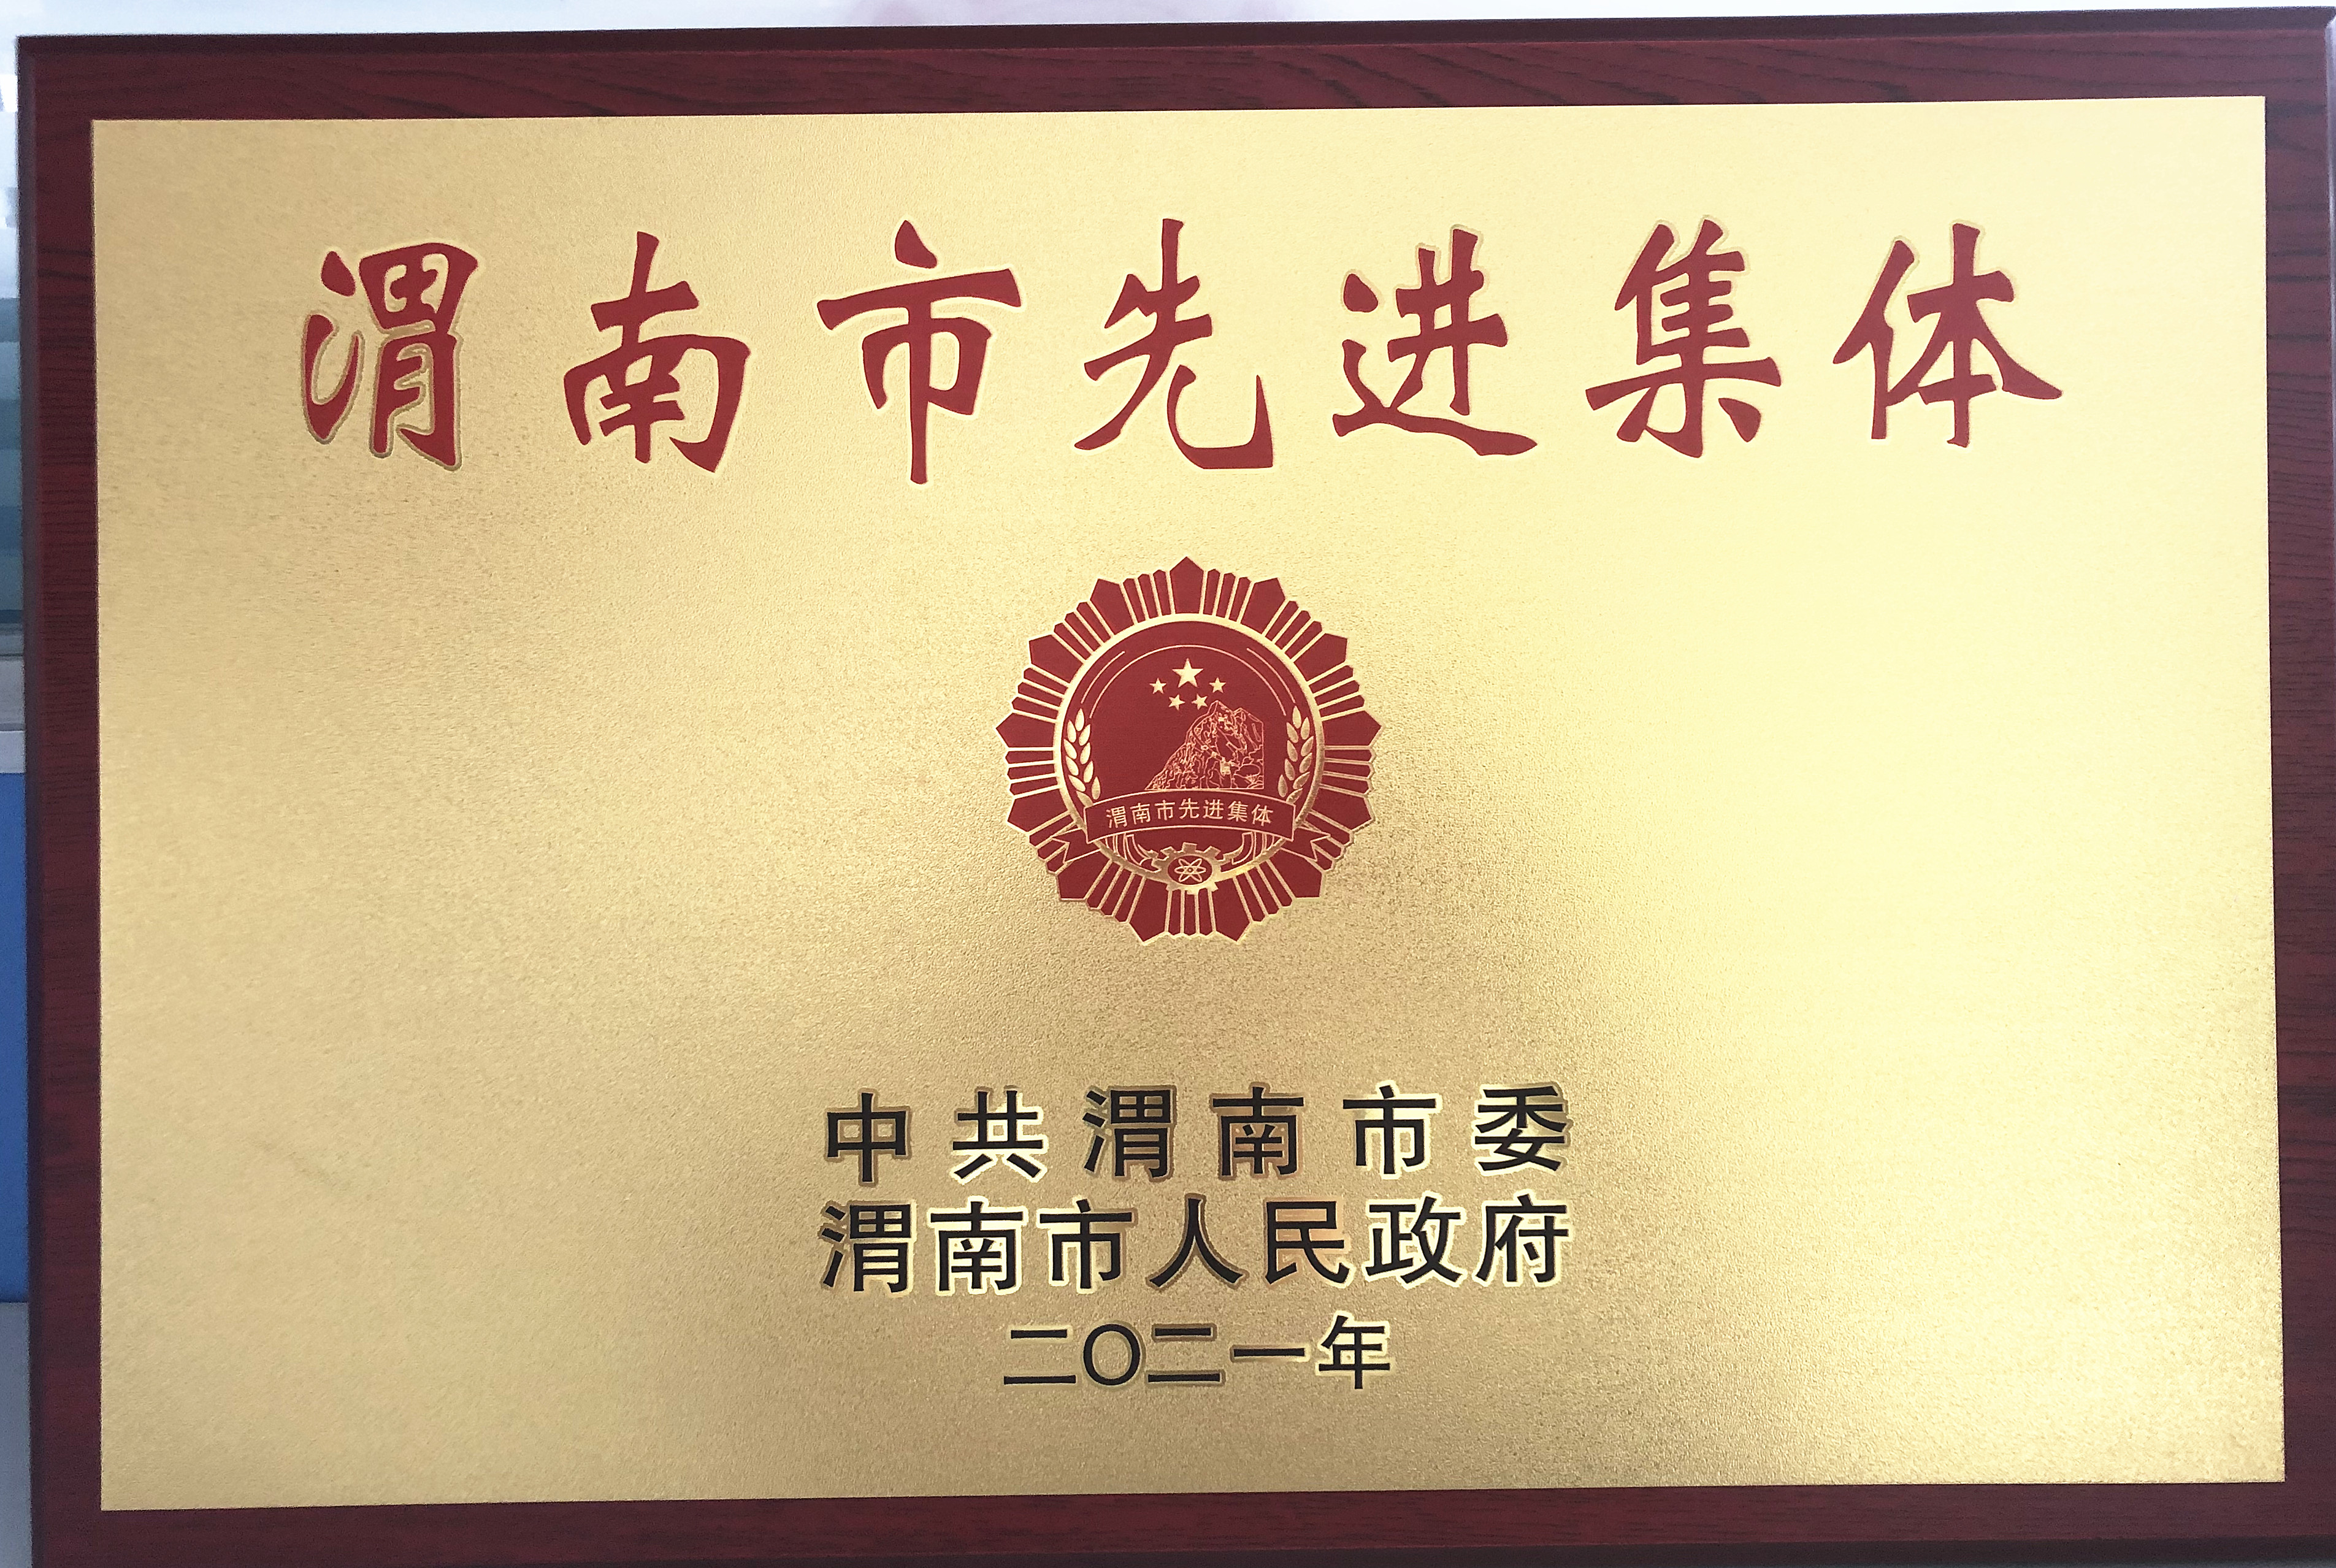 渭南市先进集体
渭南市先进集体
中共渭南市委
渭南市人民政府
二〇二一年